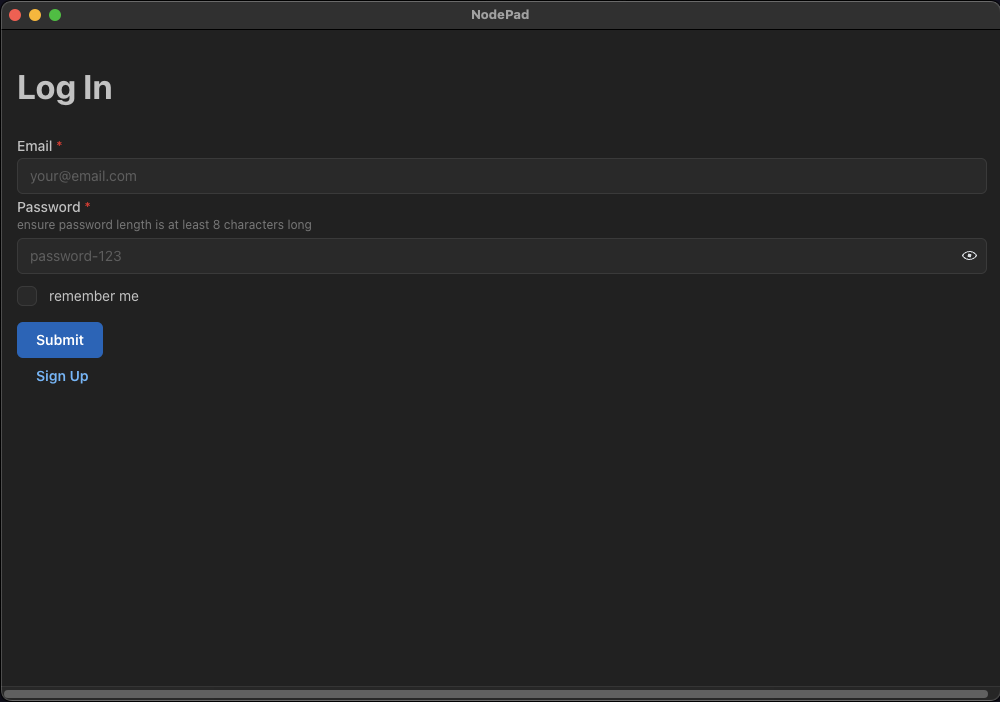 NodePad
Log In
Email *
your@email.com
Password *
ensure password length is at least 8 characters long
password-123
remember me
Submit
Sign Up